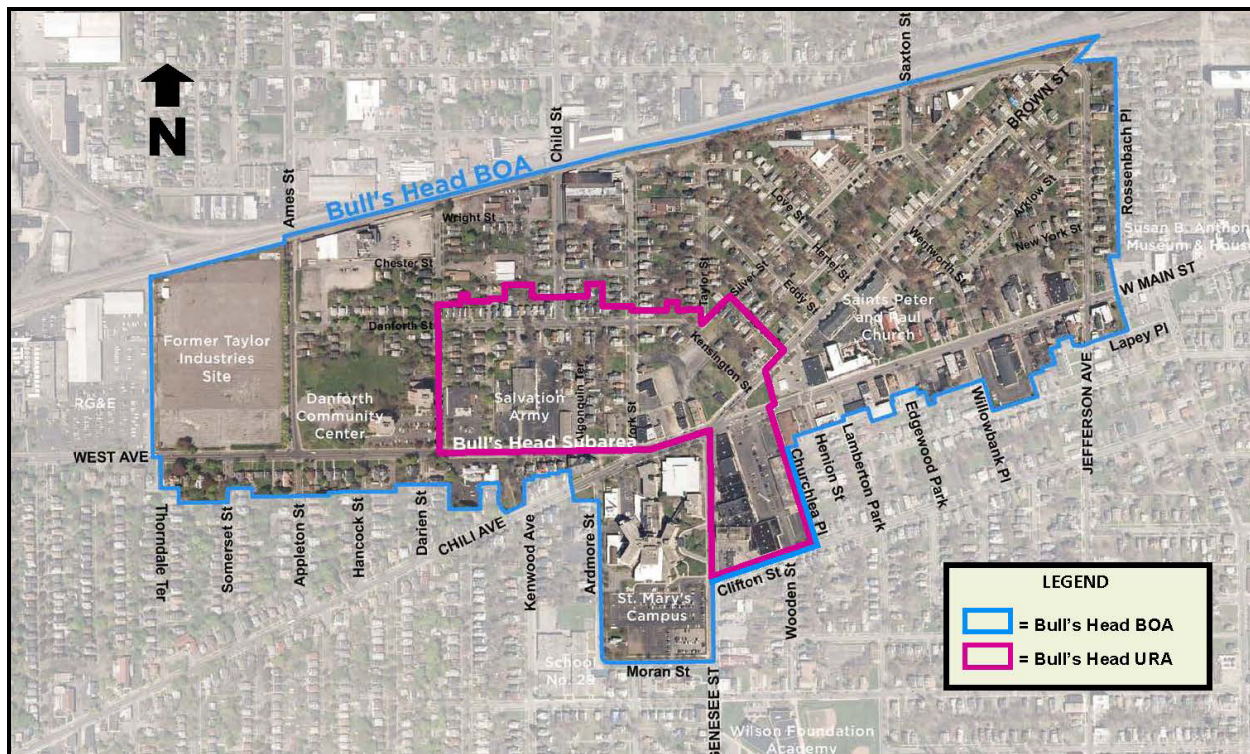 Saxton St
BROWN ST
Child St
Rossenbach Pl
Bull's Head BOA
Ames St
N
Love St
Arklow St
Wright St
Wentworth St
New York St
Susan B. Anthony
Museum & House
Hertel St
Chester St
Taylor St
Silver St
Eddy St
W MAIN ST
Saints Peter
and Paul
Church
Danforth St
Lapey Pl
Former Taylor
Industries
Site
Kensington St
RG&E
Danforth
Community
Center
Salvation
Army
Algonquin Ter
York St
Willowbank Pl
JEFFERSON AVE
Edgewood Park
Bull's Head Subarea
WEST AVE
Lamberton Park
Henion St
Churchlea Pl
Thorndale Ter
Somerset St
Appleton St
Hancock St
Darien St
CHILI AVE
Kenwood Ave
Ardmore St
Clifton St
Wooden St
St. Mary's
Campus
LEGEND
= Bull's Head BOA
= Bull's Head URA
School
No. 29
Moran St
GENESEE ST
Wilson Foundation
Academy